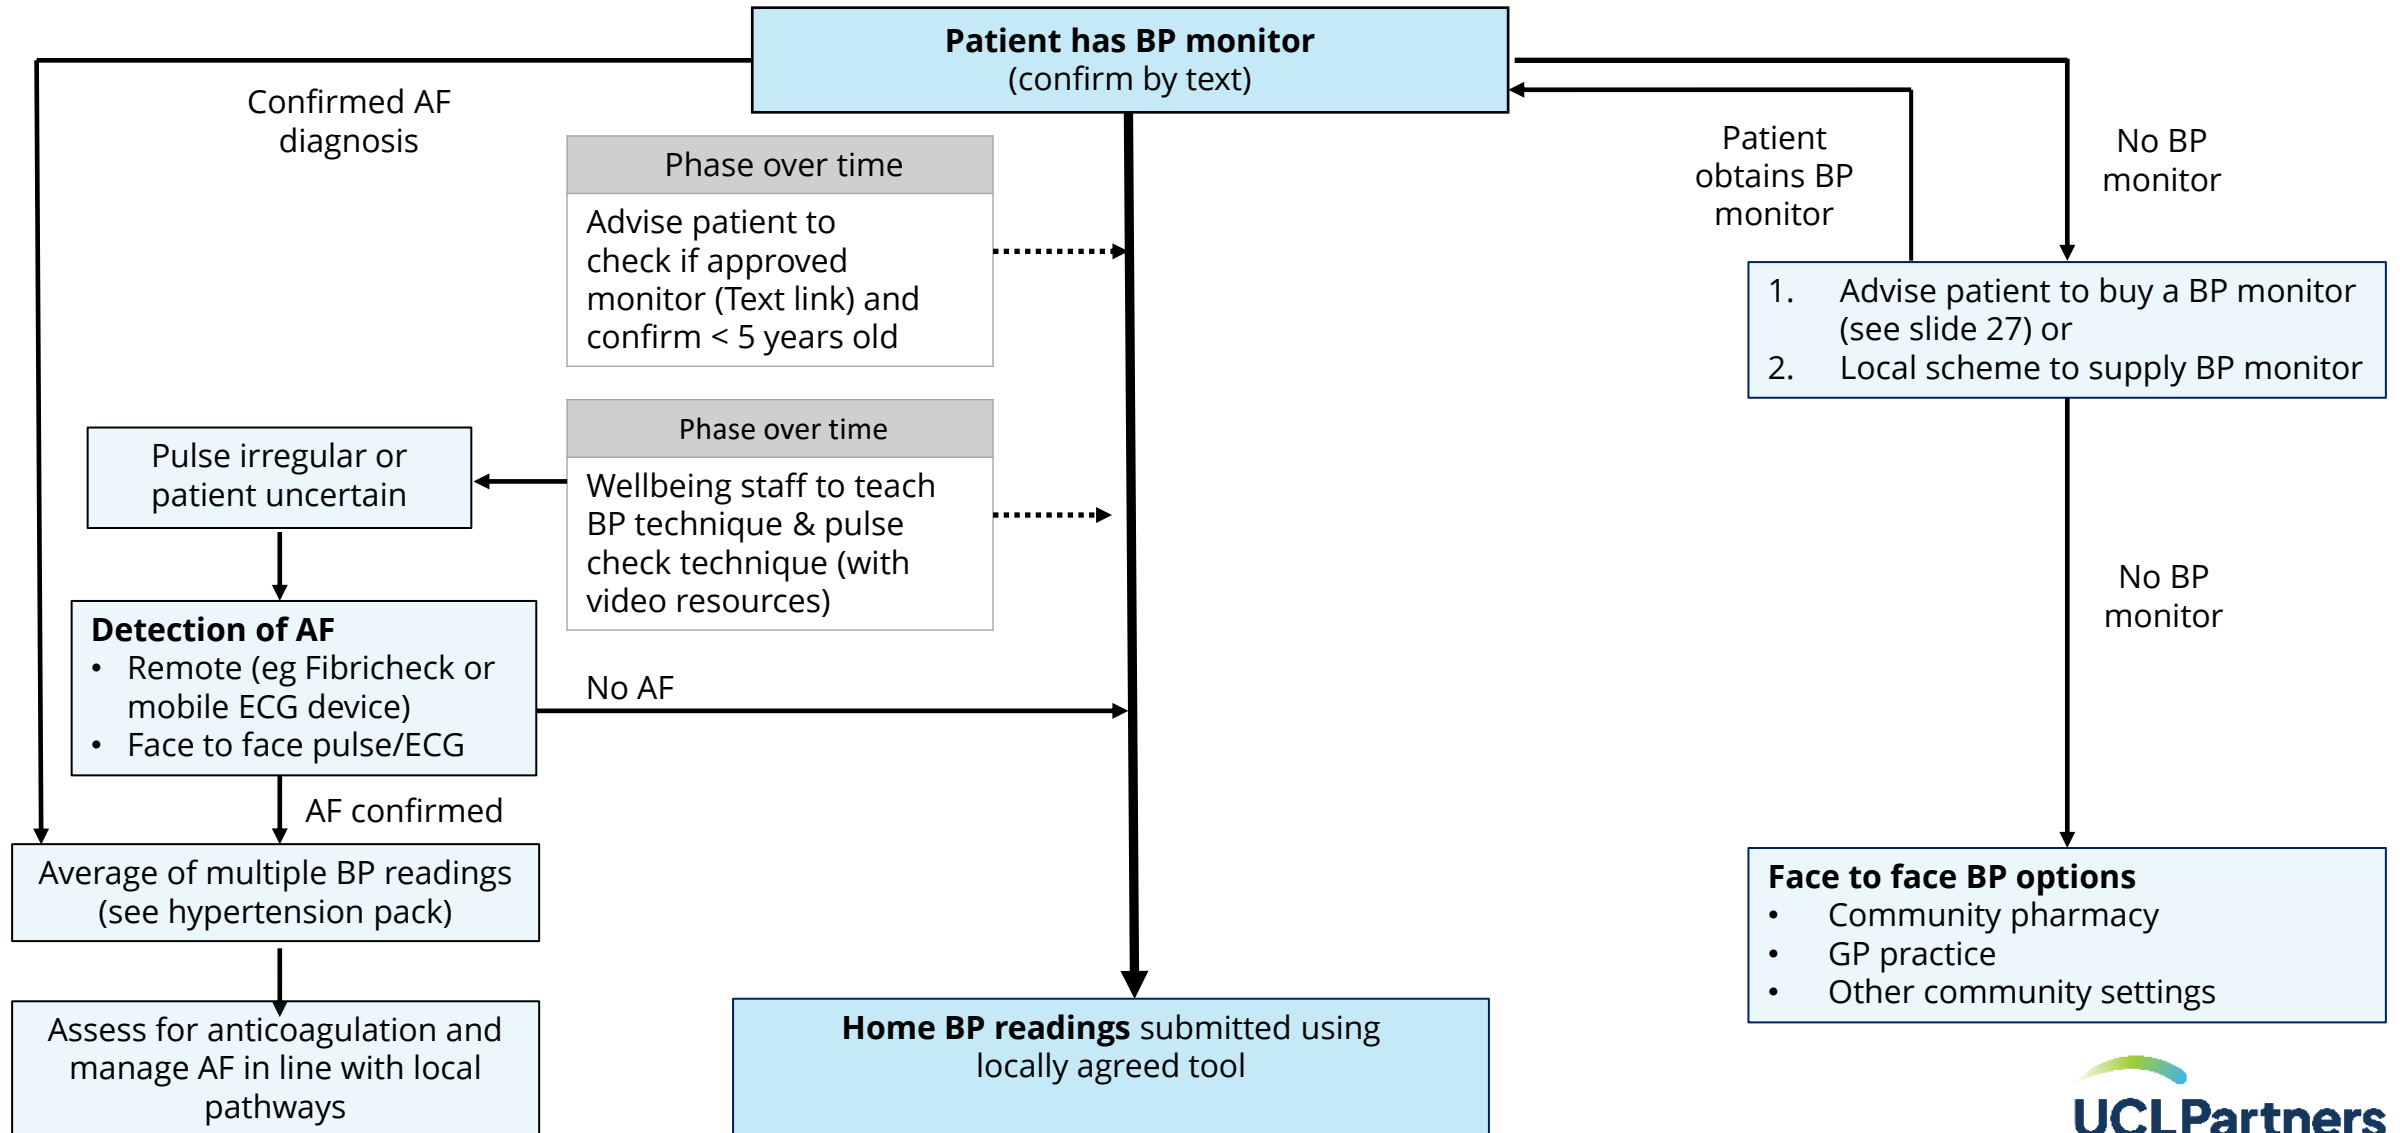 Patient has BP monitor
(confirm by text)
Confirmed AF
diagnosis
Phase over time
Advise patient to
check if approved
monitor (Text link) and
confirm < 5 years old
Patient
obtains BP
monitor
No BP
monitor
1. Advise patient to buy a BP monitor
(see slide 27) or
2. Local scheme to supply BP monitor
Phase over time
Wellbeing staff to teach
BP technique & pulse
check technique (with
video resources)
Pulse irregular or
patient uncertain
Detection of AF
• Remote (eg Fibricheck or
mobile ECG device)
• Face to face pulse/ECG
No AF
No BP
monitor
AF confirmed
Average of multiple BP readings
(see hypertension pack)
Assess for anticoagulation and
manage AF in line with local
pathways
Home BP readings submitted using
locally agreed tool
Face to face BP options
• Community pharmacy
• GP practice
• Other community settings
UCLPartners